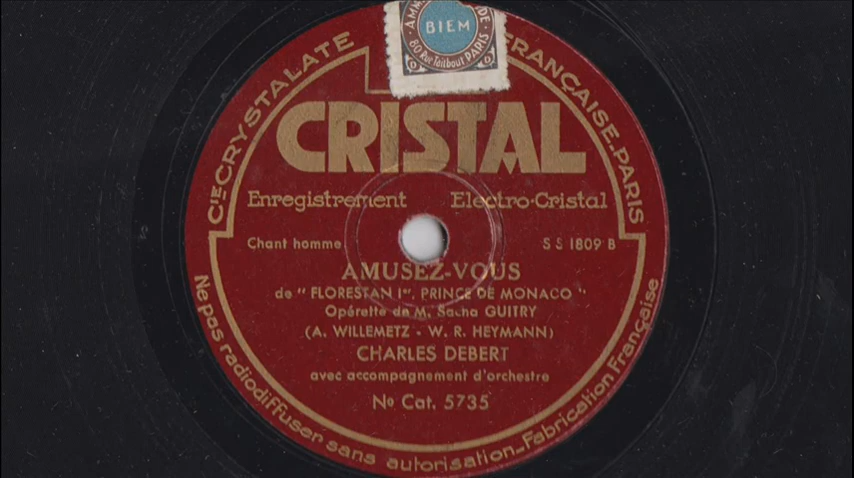 BIEM
60 Rue Taitbout PARIS
CIE CRYSTALATE FRANÇAISE. PARIS
CRISTAL
Enregistrement Electro-Cristal
Chant homme SS 1809 B
AMUSEZ-VOUS
de "FLORESTAN Ier, PRINCE DE MONACO"
Opérette de M. Sacha GUITRY
(A. WILLEMETZ - W. R. HEYMANN)
CHARLES DEBERT
avec accompagnement d'orchestre
No Cat. 5735
Ne pas radiodiffuser sans autorisation_Fabrication Française